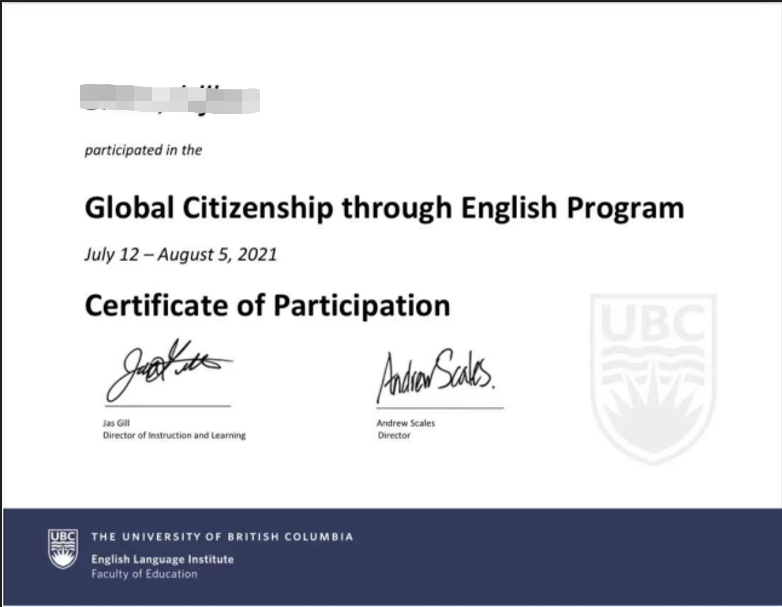 participated in the
Global Citizenship through English Program
July 12 – August 5, 2021
Certificate of Participation
Andrew Scales.
Jas Gill
Director of Instruction and Learning
Andrew Scales
Director
UBC
UBC
THE UNIVERSITY OF BRITISH COLUMBIA
English Language Institute
Faculty of Education